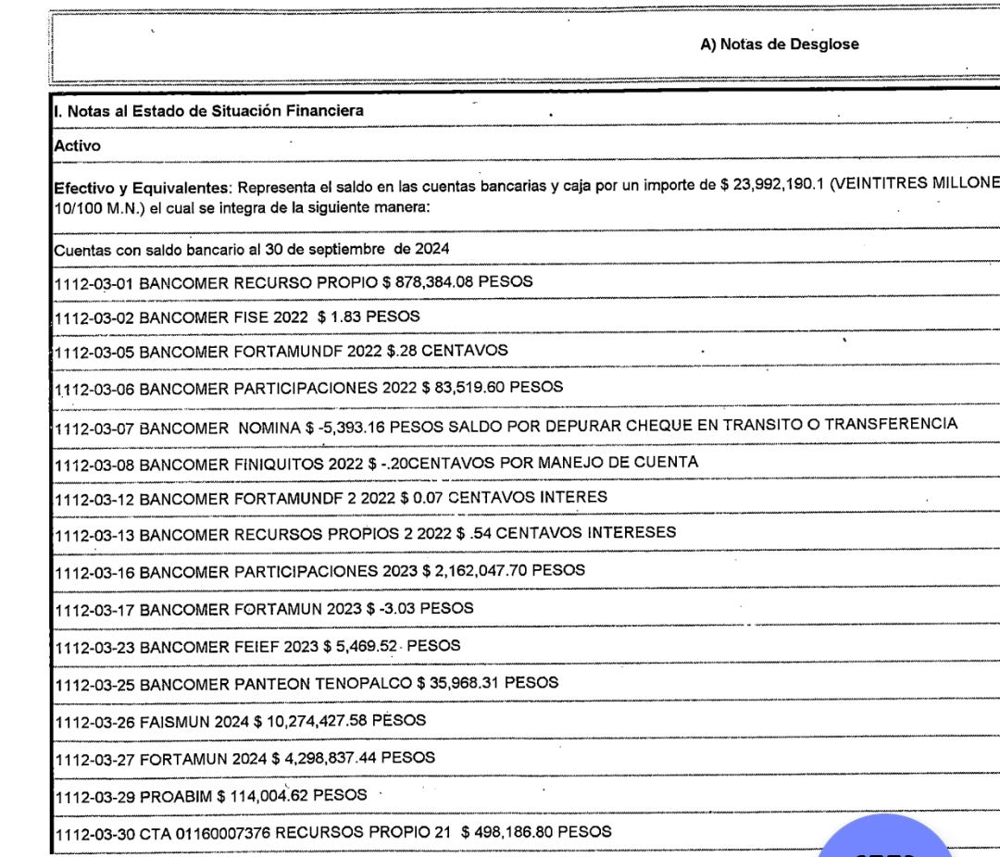 A) Notas de Desglose
I. Notas al Estado de Situación Financiera
Activo
Efectivo y Equivalentes: Representa el saldo en las cuentas bancarias y caja por un importe de $ 23,992,190.1 (VEINTITRES MILLONE
10/100 M.N.) el cual se integra de la siguiente manera:
Cuentas con saldo bancario al 30 de septiembre de 2024
1112-03-01 BANCOMER RECURSO PROPIO $ 878,384.08 PESOS
1112-03-02 BANCOMER FISE 2022 $ 1.83 PESOS
1112-03-05 BANCOMER FORTAMUNDF 2022 $.28 CENTAVOS
1112-03-06 BANCOMER PARTICIPACIONES 2022 $ 83,519.60 PESOS
1112-03-07 BANCOMER NOMINA $ -5,393.16 PESOS SALDO POR DEPURAR CHEQUE EN TRANSITO O TRANSFERENCIA
1112-03-08 BANCOMER FINIQUITOS 2022 $ -.20CENTAVOS POR MANEJO DE CUENTA
1112-03-12 BANCOMER FORTAMUNDF 2 2022 $ 0.07 CENTAVOS INTERES
1112-03-13 BANCOMER RECURSOS PROPIOS 2 2022 $ .54 CENTAVOS INTERESES
1112-03-16 BANCOMER PARTICIPACIONES 2023 $ 2,162,047.70 PESOS
1112-03-17 BANCOMER FORTAMUN 2023 $ -3.03 PESOS
1112-03-23 BANCOMER FEIEF 2023 $ 5,469.52 PESOS
1112-03-25 BANCOMER PANTEON TENOPALCO $ 35,968.31 PESOS
1112-03-26 FAISMUN 2024 $ 10,274,427.58 PESOS
1112-03-27 FORTAMUN 2024 $ 4,298,837.44 PESOS
1112-03-29 PROABIM $ 114,004.62 PESOS
1112-03-30 CTA 01160007376 RECURSOS PROPIO 21 $ 498,186.80 PESOS